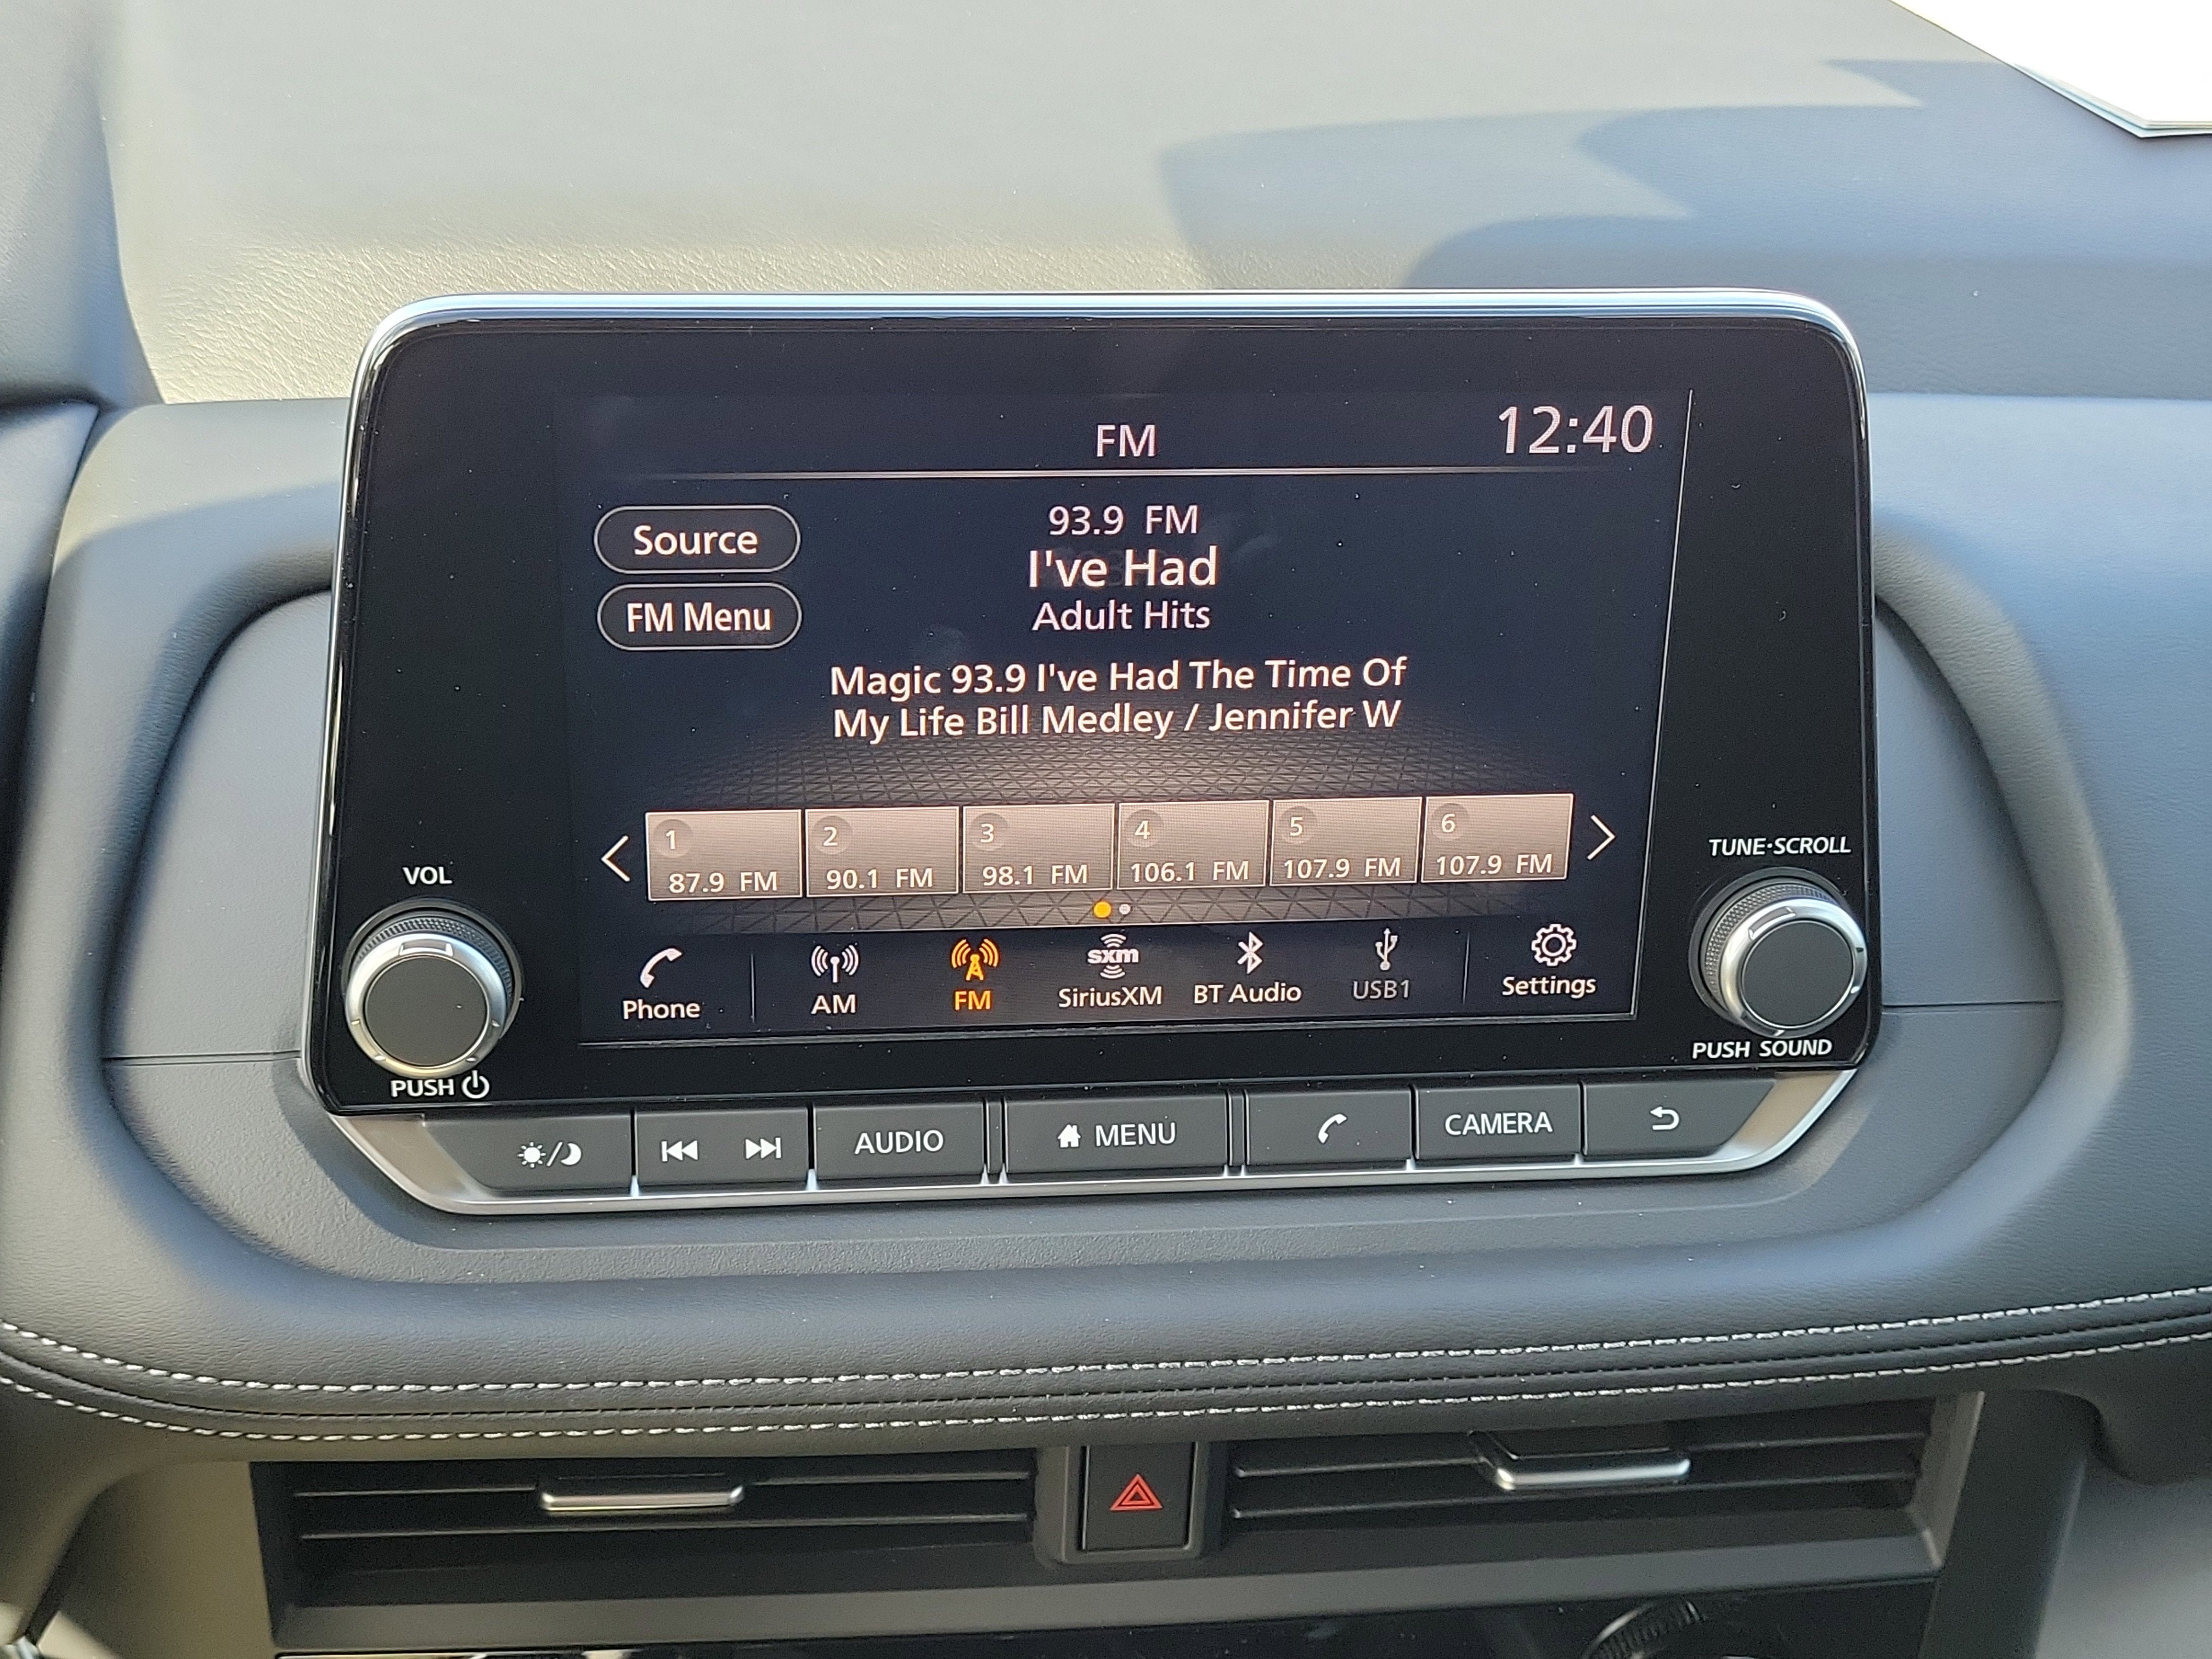 FM
12:40
Source
FM Menu
93.9 FM
I've Had
Adult Hits
Magic 93.9 I've Had The Time Of
My Life Bill Medley / Jennifer W
1
87.9 FM
2
90.1 FM
3
98.1 FM
4
106.1 FM
5
107.9 FM
6
107.9 FM
Phone
AM
FM
sxm
SiriusXM
BT Audio
USB1
Settings
VOL
PUSH
TUNE·SCROLL
PUSH SOUND
AUDIO
MENU
CAMERA